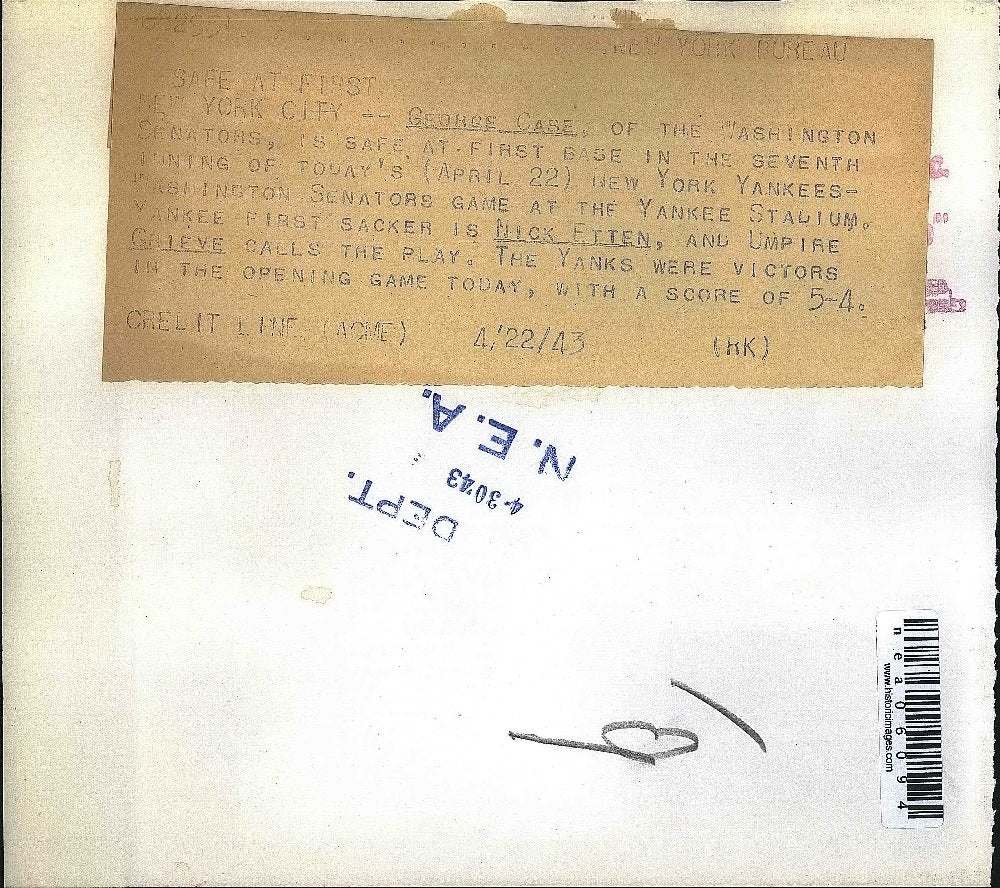 NEW YORK BUREAU
SAFE AT FIRST
NEW YORK CITY -- GEORGE CASE, OF THE WASHINGTON
SENATORS, IS SAFE AT FIRST BASE IN THE SEVENTH
INNING OF TODAY'S (APRIL 22) NEW YORK YANKEES-
WASHINGTON SENATORS GAME AT THE YANKEE STADIUM.
YANKEE FIRST SACKER IS NICK ETTEN, AND UMPIRE
GRIEVE CALLS THE PLAY. THE YANKS WERE VICTORS
IN THE OPENING GAME TODAY, WITH A SCORE OF 5-4.
CREDIT LINE (ACME) 4/22/43 (RK)
N.E.A.
4-30 43
DEPT.
nea06094
www.historicimages.com